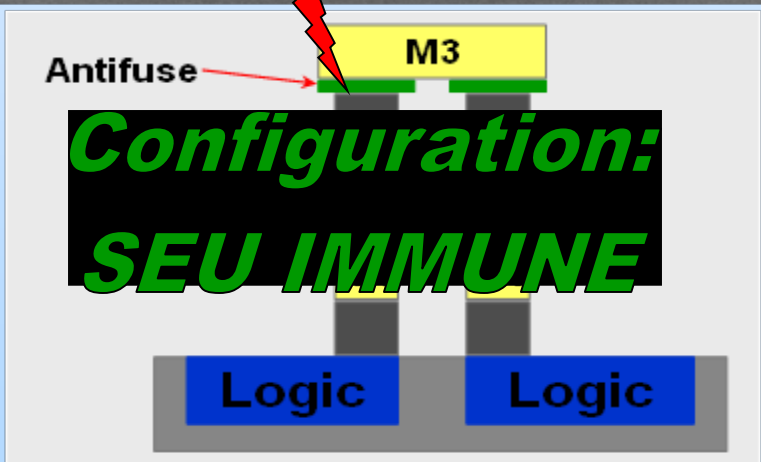 M3
Antifuse
Configuration:
SEU IMMUNE
Logic Logic